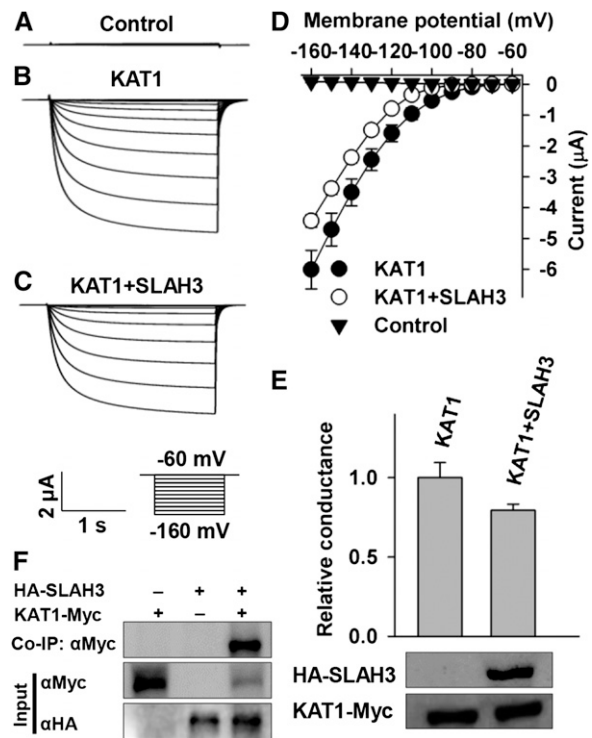 A
Control
B
KAT1
C
KAT1+SLAH3
2 μA
1 s
-60 mV
-160 mV
D
Membrane potential (mV)
-160 -140 -120 -100 -80 -60
0
-1
-2
-3
-4
-5
-6
Current (μA)
KAT1
KAT1+SLAH3
Control
E
KAT1
KAT1+SLAH3
Relative conductance
1.0
0.5
0.0
HA-SLAH3
KAT1-Myc
F
HA-SLAH3 – + +
KAT1-Myc + – +
Co-IP: αMyc
Input
αMyc
αHA